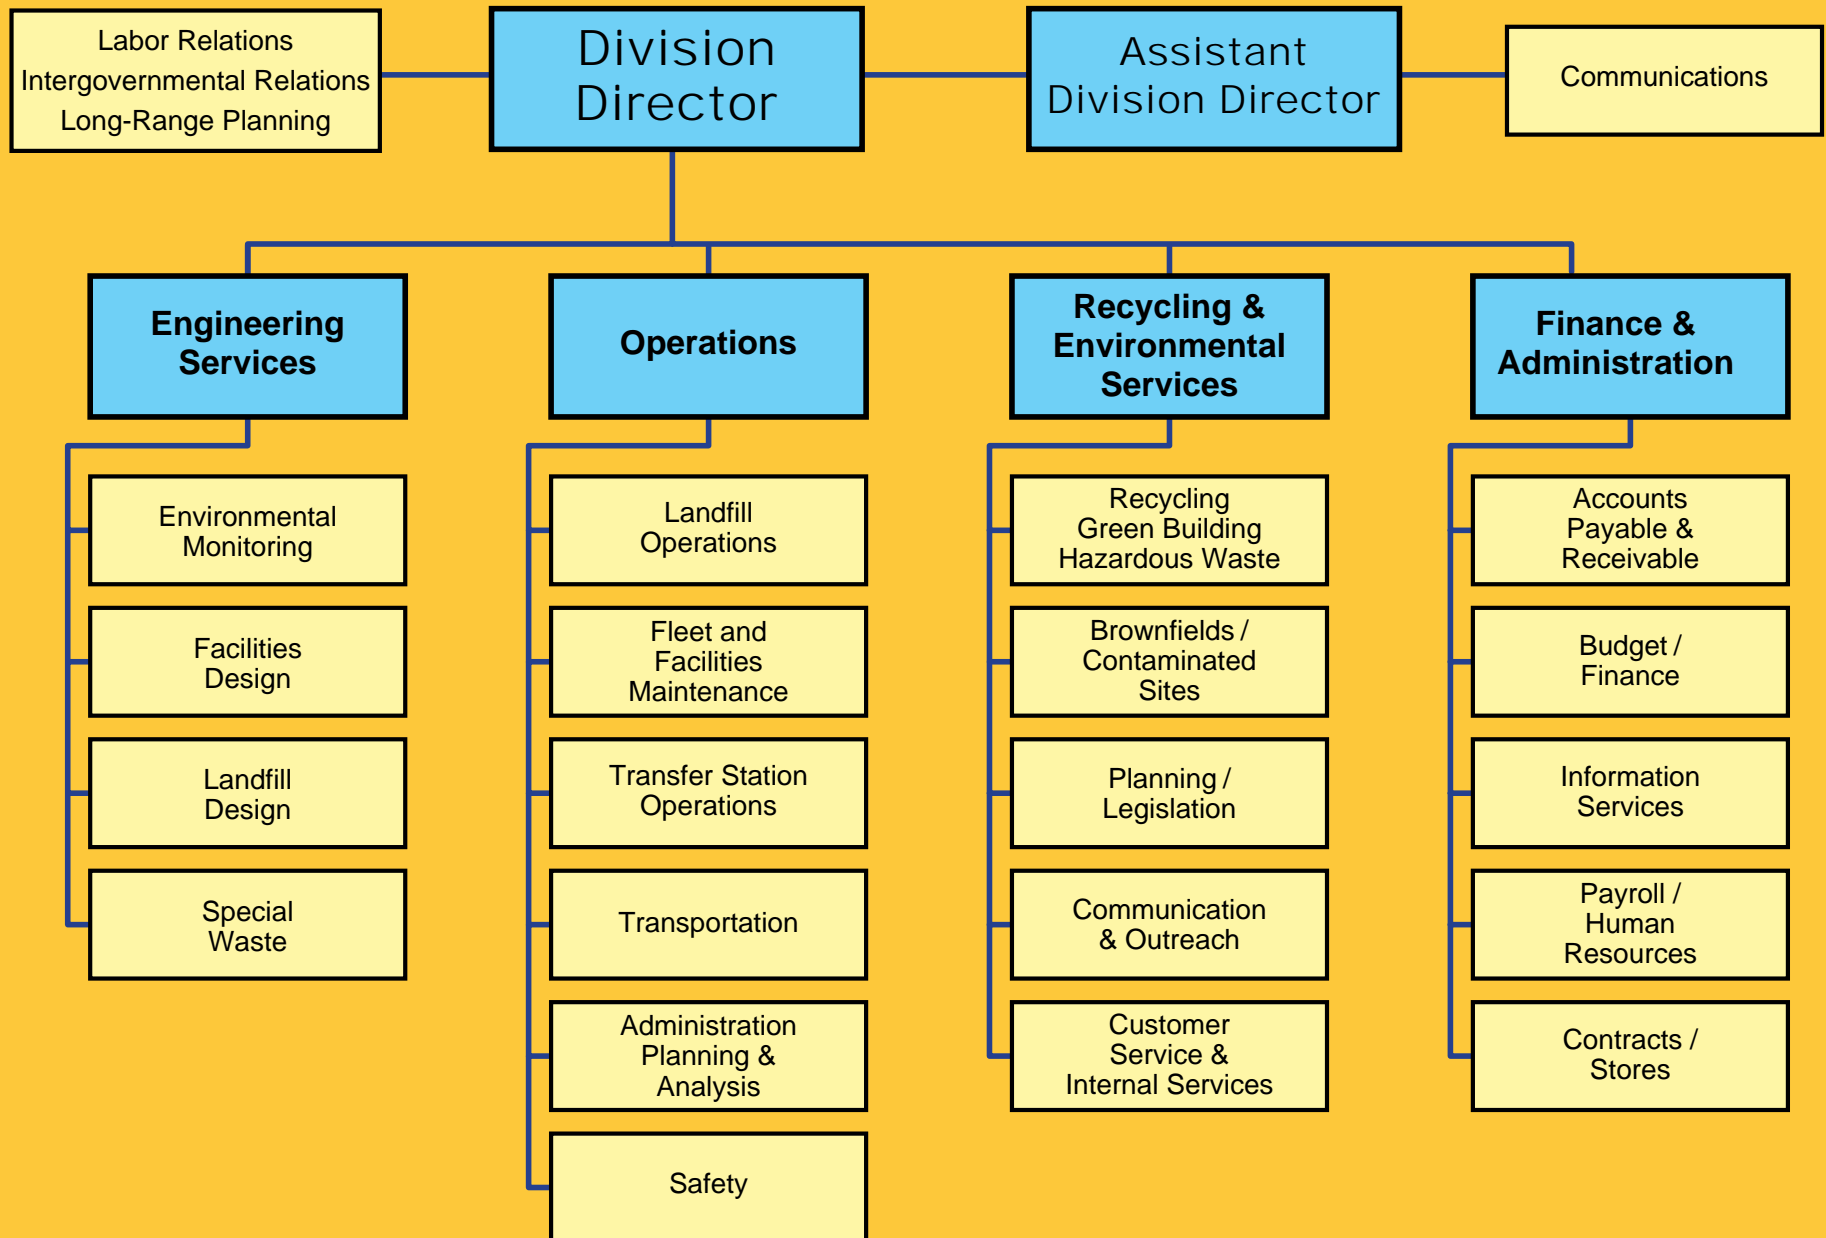 Labor Relations
Intergovernmental Relations
Long-Range Planning
Division
Director
Assistant
Division Director
Communications
Engineering
Services
Operations
Recycling &
Environmental
Services
Finance &
Administration
Environmental
Monitoring
Facilities
Design
Landfill
Design
Special
Waste
Landfill
Operations
Fleet and
Facilities
Maintenance
Transfer Station
Operations
Transportation
Administration
Planning &
Analysis
Safety
Recycling
Green Building
Hazardous Waste
Brownfields /
Contaminated
Sites
Planning /
Legislation
Communication
& Outreach
Customer
Service &
Internal Services
Accounts
Payable &
Receivable
Budget /
Finance
Information
Services
Payroll /
Human
Resources
Contracts /
Stores